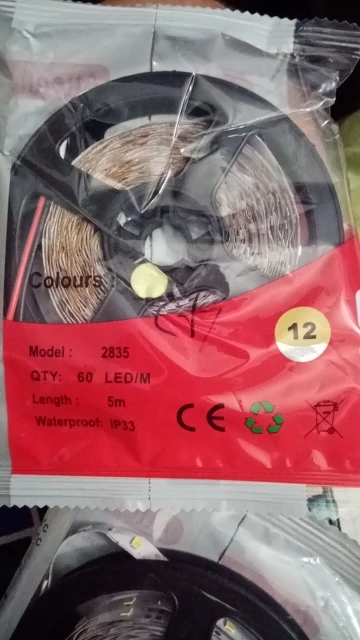 Colours
12
Model : 2835
QTY: 60 LED/M
Length : 5m
Waterproof: IP33
CE